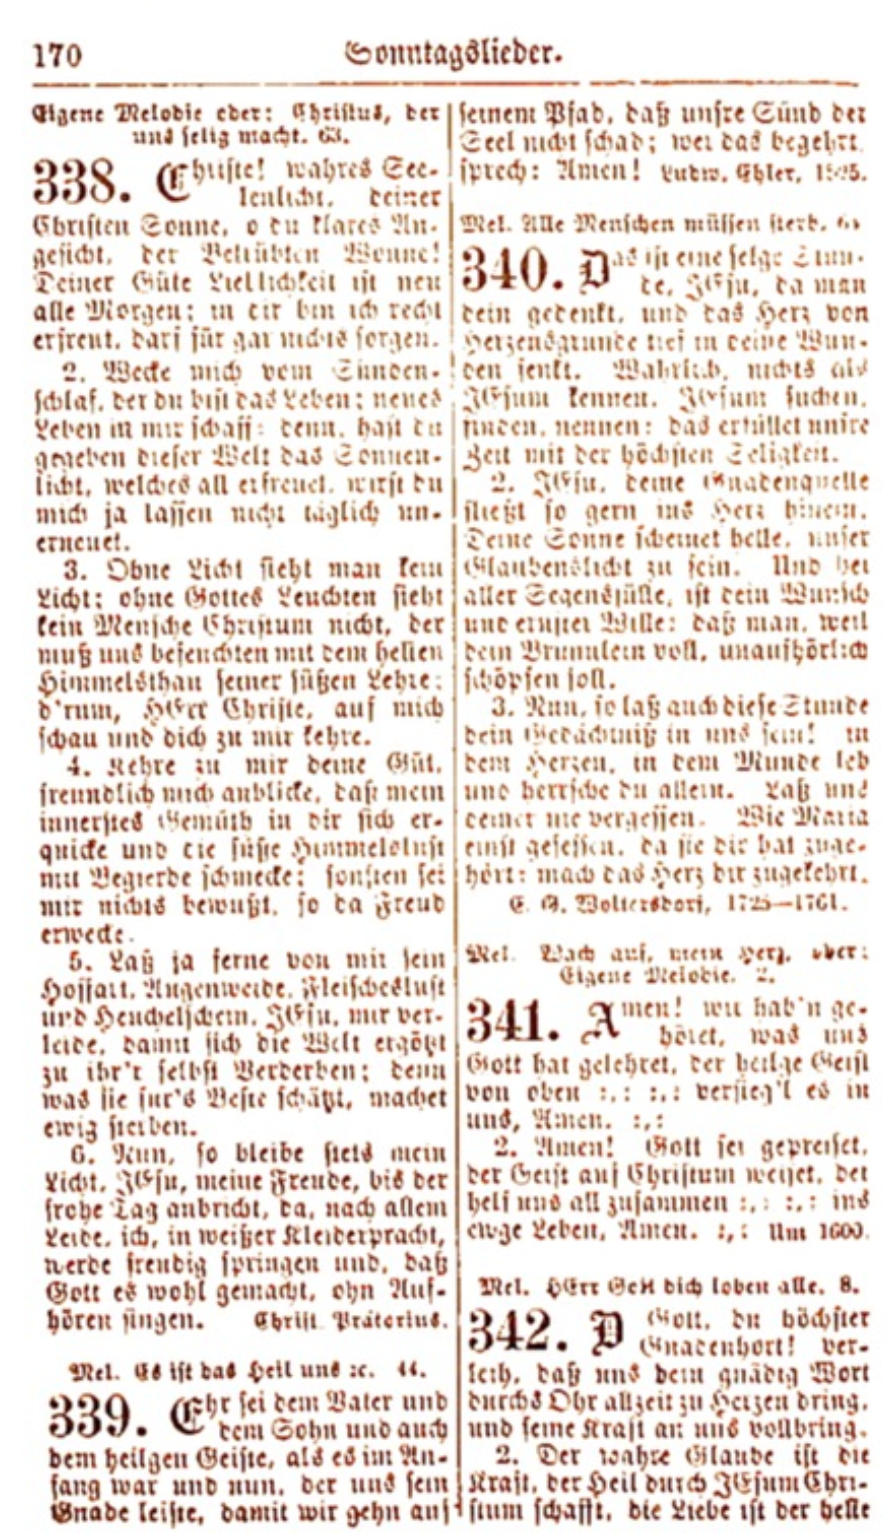 170 Sonntagslieder.
Eigene Melodie oder: Christus, der
uns selig macht. 63.
338. Christe! wahres See-
lenlicht, deiner
Christen Sonne, o du klares An-
gesicht, der Betrübten Wonne!
Deiner Güte Lieblichkeit ist neu
alle Morgen; in dir bin ich recht
erfreut, darf für gar nichts sorgen.
2. Wecke mich vom Sünden-
schlaf, der du bist das Leben; neues
Leben in mir schaff; denn, hast du
gegeben dieser Welt das Sonnen-
licht, welches all erfreuet, wirst du
mich ja lassen nicht täglich un-
erneuet.
3. Ohne Licht sieht man kein
Licht; ohne Gottes Leuchten sieht
kein Mensche Christum nicht, der
muß uns befeuchten mit dem hellen
Himmelsthau seiner süßen Lehre;
d'rum, HErr Christe, auf mich
schau und dich zu mir kehre.
4. Kehre zu mir deine Güt,
freundlich mich anblicke, daß mein
innerstes Gemüth in dir sich er-
quicke und die süße Himmelslust
mit Begierde schmecke; sonsten sei
mir nichts bewußt, so da Freud
erwecke.
5. Laß ja ferne von mir sein
Hoffart, Augenweide, Fleischeslust
und Heuchelschein, JEsu, mir ver-
leide, damit sich die Welt ergötzt
zu ihr'r selbst Verderben; denn
was sie für's Beste schätzt, machet
ewig sterben.
6. Nun, so bleibe stets mein
Licht, JEsu, meine Freude, bis der
frohe Tag anbricht, da, nach allem
Leide, ich, in weißer Kleiderpracht,
werde freudig springen und, daß
Gott es wohl gemacht, ohn Auf-
hören singen. Christ. Prätorius.
Mel. Es ist das Heil uns ꝛc. 44.
339. Ehr sei dem Vater und
dem Sohn und auch
dem heilgen Geiste, als es im An-
fang war und nun, der uns sein
Gnade leiste, damit wir gehn auf
seinem Pfad, daß unsre Sünd der
Seel nicht schad; wer das begehrt,
sprech: Amen! Ludw. Öhler,
Mel. Alle Menschen müssen sterb.
340. Das ist eine selge Stun-
de, JEsu, da man
dein gedenkt, und das Herz von
Herzensgrunde tief in deine Wun-
den senkt. Wahrlich, nichts als
JEsum kennen, JEsum suchen,
finden, nennen: das erfüllet unsre
Zeit mit der höchsten Seligkeit.
2. JEsu, deine Gnadenquelle
fließt so gern ins Herz hinein.
Deine Sonne scheinet helle, unser
Glaubenslicht zu sein. Und bei
aller Segensfülle, ist dein Wunsch
und ernster Wille: daß man, weil
dein Brünnlein voll, unaufhörlich
schöpfen soll.
3. Nun, so laß auch diese Stunde
dein Gedächtniß in uns sein! in
dem Herzen, in dem Munde leb
und herrsche du allein. Laß uns
deiner nie vergessen. Wie Maria
einst gesessen, da sie dir hat zuge-
hört: mach das Herz dir zugekehrt.
E. G. Woltersdorf, 1725—1761.
Mel. Wach auf, mein Herz, oder:
Eigene Melodie. 2.
341. Amen! wir hab'n ge-
höret, was uns
Gott hat gelehret, der heilge Geist
von oben :,: :,: versieg'l es in
uns, Amen. :,:
2. Amen! Gott sei gepreiset,
der Geist auf Christum weiset, der
helf uns all zusammen :,: :,: ins
ewge Leben, Amen. :,: Um 1600.
Mel. HErr Gott dich loben alle. 8.
342. O Gott, du höchster
Gnadenhort! ver-
leih, daß uns dein gnädig Wort
durchs Ohr allzeit zu Herzen dring,
und seine Kraft an uns vollbring.
2. Der wahre Glaube ist die
Kraft, der Heil durch JEsum Chri-
stum schafft, die Liebe ist der helle